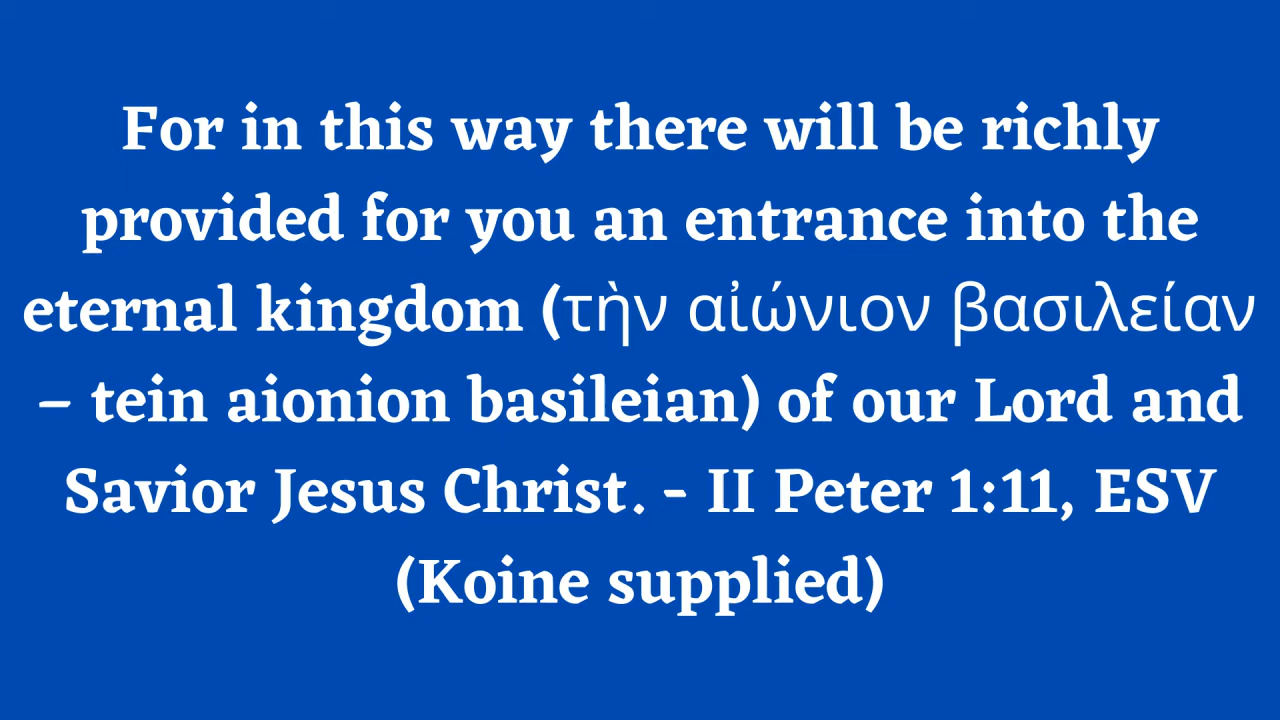 For in this way there will be richly
provided for you an entrance into the
eternal kingdom (τὴν αἰώνιον βασιλείαν
– tein aionion basileian) of our Lord and
Savior Jesus Christ. - II Peter 1:11, ESV
(Koine supplied)